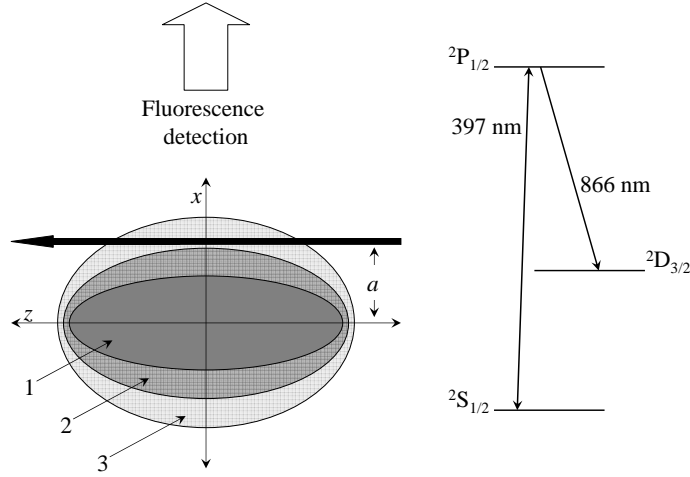 Fluorescence
detection
x
a
z
1
2
3
²P₁/₂
397 nm
866 nm
²D₃/₂
²S₁/₂